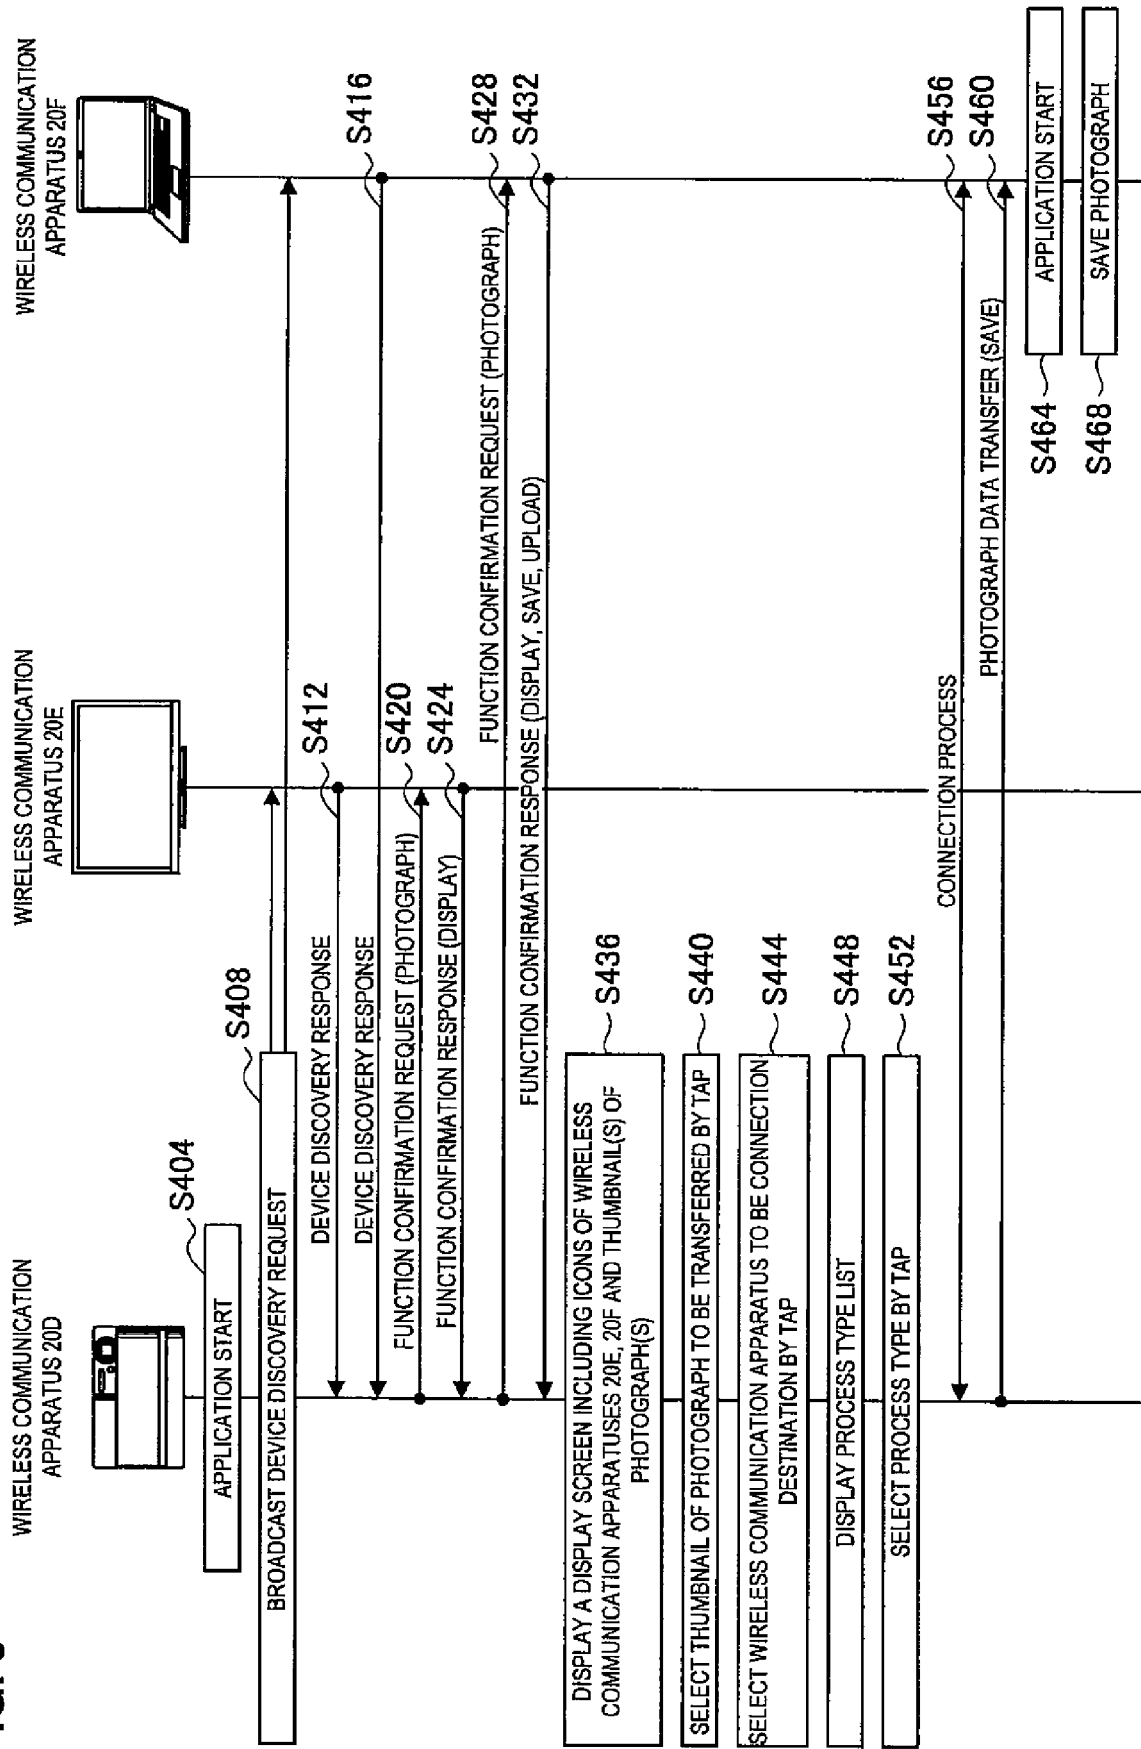 WIRELESS COMMUNICATION
APPARATUS 20D
WIRELESS COMMUNICATION
APPARATUS 20E
WIRELESS COMMUNICATION
APPARATUS 20F
APPLICATION START
S404
BROADCAST DEVICE DISCOVERY REQUEST
S408
DEVICE DISCOVERY RESPONSE
S412
DEVICE DISCOVERY RESPONSE
S416
FUNCTION CONFIRMATION REQUEST (PHOTOGRAPH)
S420
FUNCTION CONFIRMATION RESPONSE (DISPLAY)
S424
FUNCTION CONFIRMATION REQUEST (PHOTOGRAPH)
S428
FUNCTION CONFIRMATION RESPONSE (DISPLAY, SAVE, UPLOAD)
S432
DISPLAY A DISPLAY SCREEN INCLUDING ICONS OF WIRELESS
COMMUNICATION APPARATUSES 20E, 20F AND THUMBNAIL(S) OF
PHOTOGRAPH(S)
S436
SELECT THUMBNAIL OF PHOTOGRAPH TO BE TRANSFERRED BY TAP
S440
SELECT WIRELESS COMMUNICATION APPARATUS TO BE CONNECTION
DESTINATION BY TAP
S444
DISPLAY PROCESS TYPE LIST
S448
SELECT PROCESS TYPE BY TAP
S452
CONNECTION PROCESS
S456
PHOTOGRAPH DATA TRANSFER (SAVE)
S460
S464
APPLICATION START
S468
SAVE PHOTOGRAPH